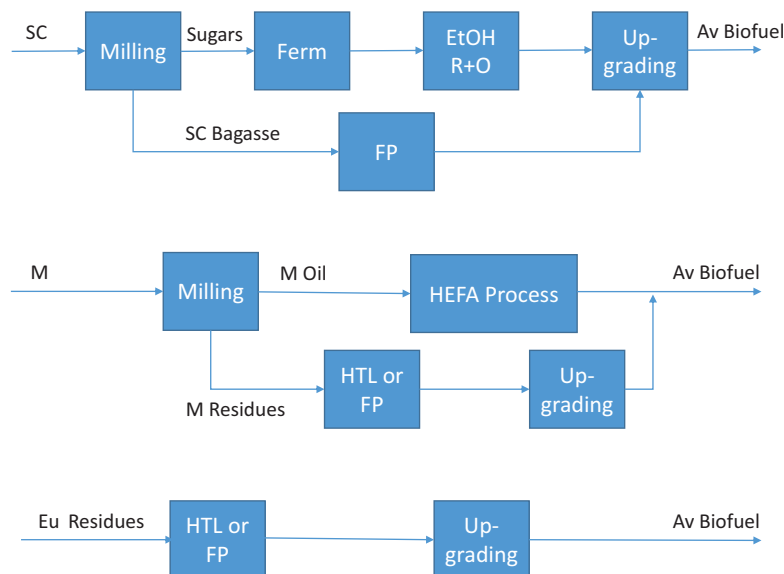 SC
Milling
Sugars
Ferm
EtOH
R+O
Up-
grading
Av Biofuel
SC Bagasse
FP
M
Milling
M Oil
HEFA Process
Av Biofuel
M Residues
HTL or
FP
Up-
grading
Eu Residues
HTL or
FP
Up-
grading
Av Biofuel